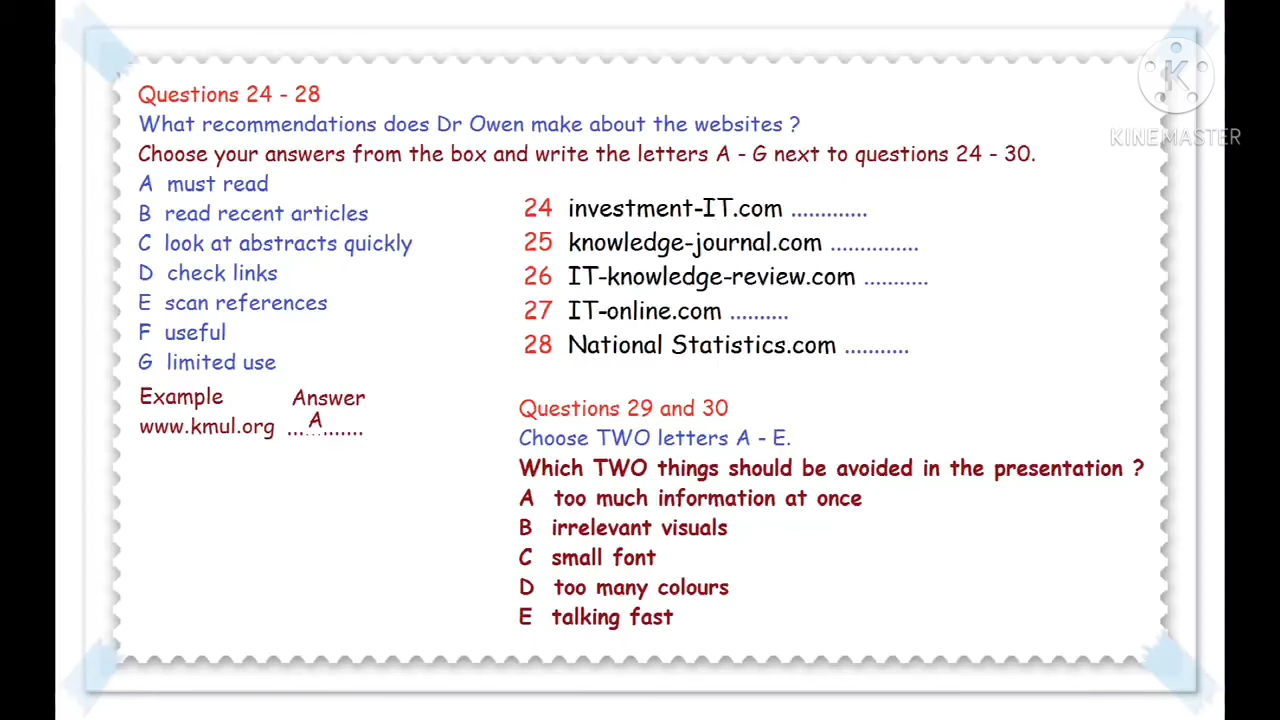 Questions 24 - 28
What recommendations does Dr Owen make about the websites ?
Choose your answers from the box and write the letters A - G next to questions 24 - 30.
A must read
B read recent articles
C look at abstracts quickly
D check links
E scan references
F useful
G limited use
Example Answer
www.kmul.org ...A.......
24 investment-IT.com .............
25 knowledge-journal.com ...............
26 IT-knowledge-review.com ...........
27 IT-online.com ..........
28 National Statistics.com ...........
Questions 29 and 30
Choose TWO letters A - E.
Which TWO things should be avoided in the presentation ?
A too much information at once
B irrelevant visuals
C small font
D too many colours
E talking fast
K
KINEMASTER